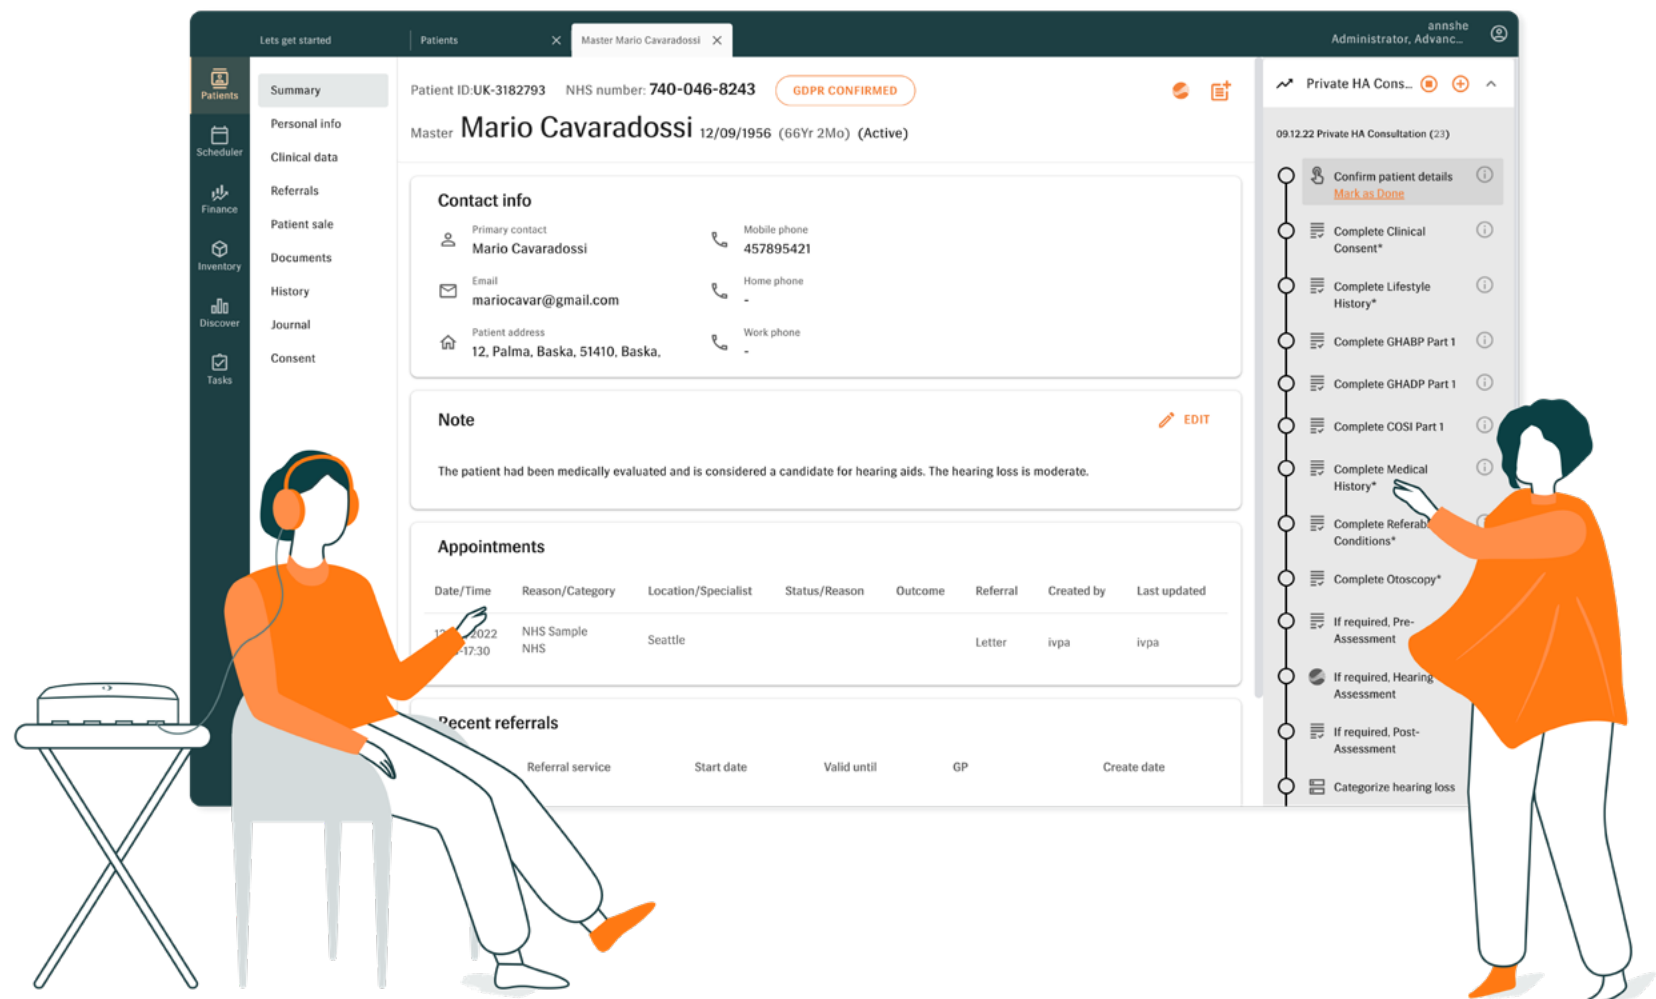 annshe
Lets get started
Patients
Master Mario Cavaradossi
Administrator, Advanc...
Patients
Scheduler
Finance
Inventory
Discover
Tasks
Summary
Personal info
Clinical data
Referrals
Patient sale
Documents
History
Journal
Consent
Patient ID:UK-3182793 NHS number: 740-046-8243 GDPR CONFIRMED
Master Mario Cavaradossi 12/09/1956 (66Yr 2Mo) (Active)
Contact info
Primary contact
Mario Cavaradossi
Mobile phone
457895421
Email
mariocavar@gmail.com
Home phone
-
Patient address
12, Palma, Baska, 51410, Baska,
Work phone
-
Note
EDIT
The patient had been medically evaluated and is considered a candidate for hearing aids. The hearing loss is moderate.
Appointments
Date/Time Reason/Category Location/Specialist Status/Reason Outcome Referral Created by Last updated
2022 NHS Sample
-17:30 NHS
Seattle
Letter ivpa ivpa
Recent referrals
Referral service Start date Valid until GP Create date
Private HA Cons...
09.12.22 Private HA Consultation (23)
Confirm patient details
Mark as Done
Complete Clinical
Consent*
Complete Lifestyle
History*
Complete GHABP Part 1
Complete GHADP Part 1
Complete COSI Part 1
Complete Medical
History*
Complete Referab
Conditions*
Complete Otoscopy*
If required, Pre-
Assessment
If required, Hearing
Assessment
If required, Post-
Assessment
Categorize hearing loss